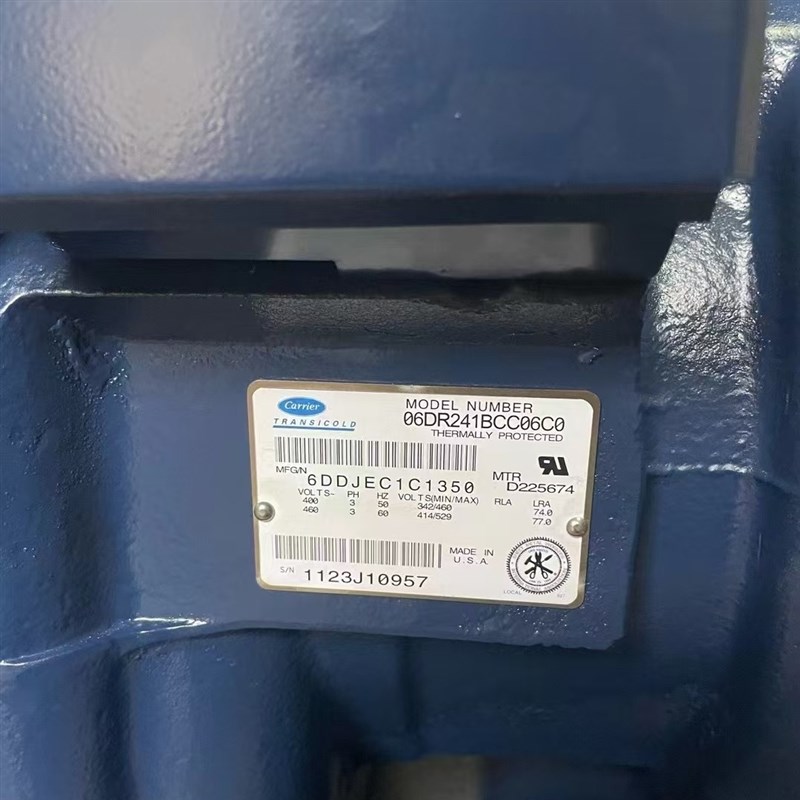 Carrier
TRANSICOLD
MODEL NUMBER
06DR241BCC06C0
THERMALLY PROTECTED
MFG/N
6DDJEC1C1350
MTR
D225674
VOLTS~ PH HZ VOLTS(MIN/MAX) RLA LRA
400 3 50 342/460 74.0
460 3 60 414/529 77.0
MADE IN
U.S.A.
S/N 1123J10957
LOCAL